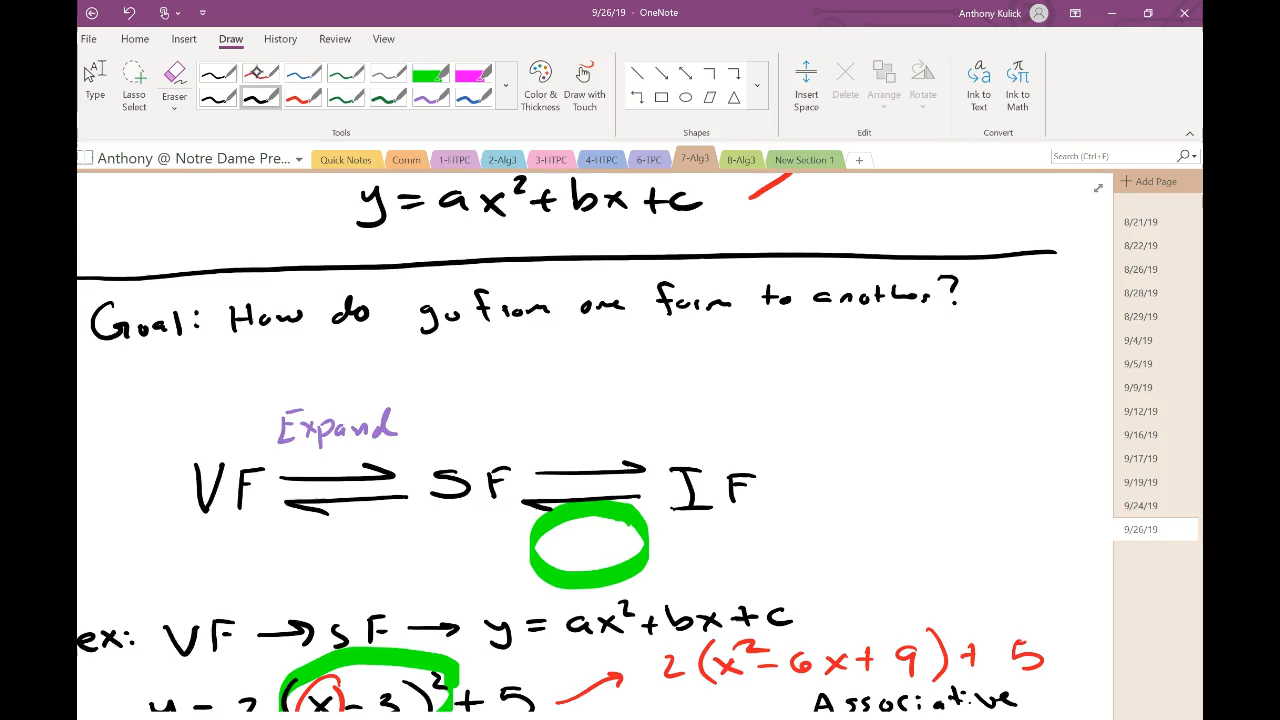 9/26/19 - OneNote
Anthony Kulick
File Home Insert Draw History Review View
Type
Lasso Select
Eraser
Color & Thickness
Draw with Touch
Insert Space
Delete
Arrange
Rotate
Ink to Text
Ink to Math
Tools
Shapes
Edit
Convert
Anthony @ Notre Dame Pre...
Quick Notes Comm 1-HTPC 2-Alg3 3-HTPC 4-HTPC 6-TPC 7-Alg3 8-Alg3 New Section 1 +
Search (Ctrl+F)
+ Add Page
8/21/19
8/22/19
8/26/19
8/28/19
8/29/19
9/4/19
9/5/19
9/9/19
9/12/19
9/16/19
9/17/19
9/19/19
9/24/19
9/26/19
y = ax² + bx + c
Goal: How do go from one form to another?
Expand
VF ⇌ SF ⇌ IF
ex: VF → SF → y = ax² + bx + c
2(x² - 6x + 9) + 5
y = 2(x - 3)² + 5
Associative